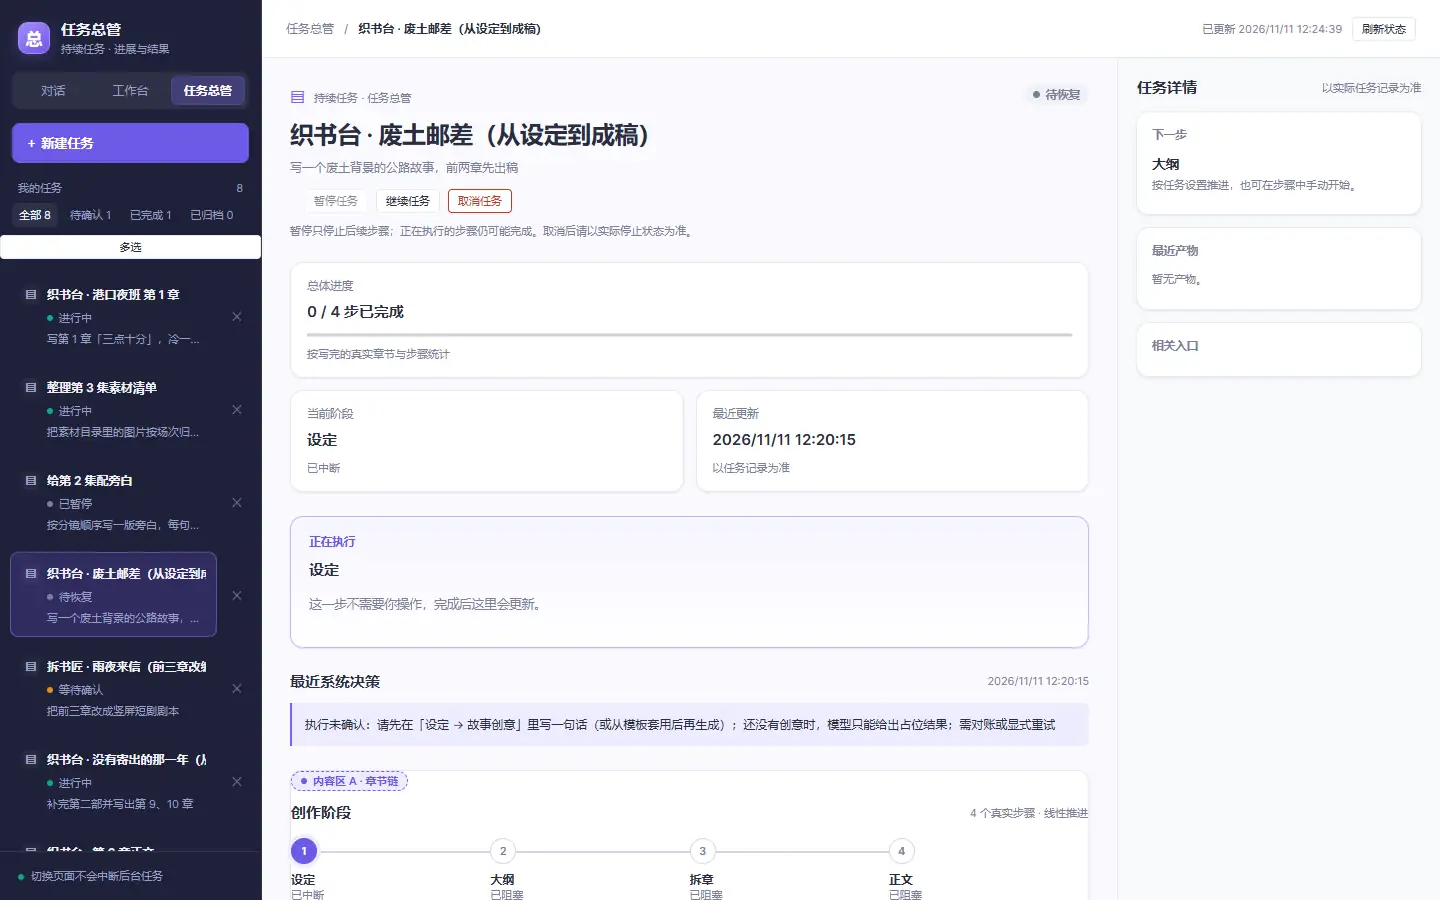 总
任务总管
持续任务 · 进展与结果
对话
工作台
任务总管
+ 新建任务
我的任务
8
全部 8
待确认 1
已完成 1
已归档 0
多选
织书台 · 港口夜班 第 1 章
进行中
写第 1 章「三点十分」，冷一...
整理第 3 集素材清单
进行中
把素材目录里的图片按场次归...
给第 2 集配旁白
已暂停
按分镜顺序写一版旁白，每句...
织书台 · 废土邮差（从设定到
待恢复
写一个废土背景的公路故事，...
拆书匠 · 雨夜来信（前三章改
等待确认
把前三章改成竖屏短剧剧本
织书台 · 没有寄出的那一年（
进行中
补完第二部并写出第 9、10 章
切换页面不会中断后台任务
任务总管 / 织书台 · 废土邮差（从设定到成稿）
已更新 2026/11/11 12:24:39
刷新状态
持续任务 · 任务总管
待恢复
织书台 · 废土邮差（从设定到成稿）
写一个废土背景的公路故事，前两章先出稿
暂停任务
继续任务
取消任务
暂停只停止后续步骤；正在执行的步骤仍可能完成。取消后请以实际停止状态为准。
总体进度
0 / 4 步已完成
按写完的真实章节与步骤统计
当前阶段
设定
已中断
最近更新
2026/11/11 12:20:15
以任务记录为准
正在执行
设定
这一步不需要你操作，完成后这里会更新。
最近系统决策
2026/11/11 12:20:15
执行未确认：请先在「设定 → 故事创意」里写一句话（或从模板套用后再生成）；还没有创意时，模型只能给出占位结果；需对账或显式重试
内容区 A · 章节链
创作阶段
4 个真实步骤 · 线性推进
1
2
3
4
设定
大纲
拆章
正文
已中断
已阻塞
已阻塞
已阻塞
任务详情
以实际任务记录为准
下一步
大纲
按任务设置推进，也可在步骤中手动开始。
最近产物
暂无产物。
相关入口